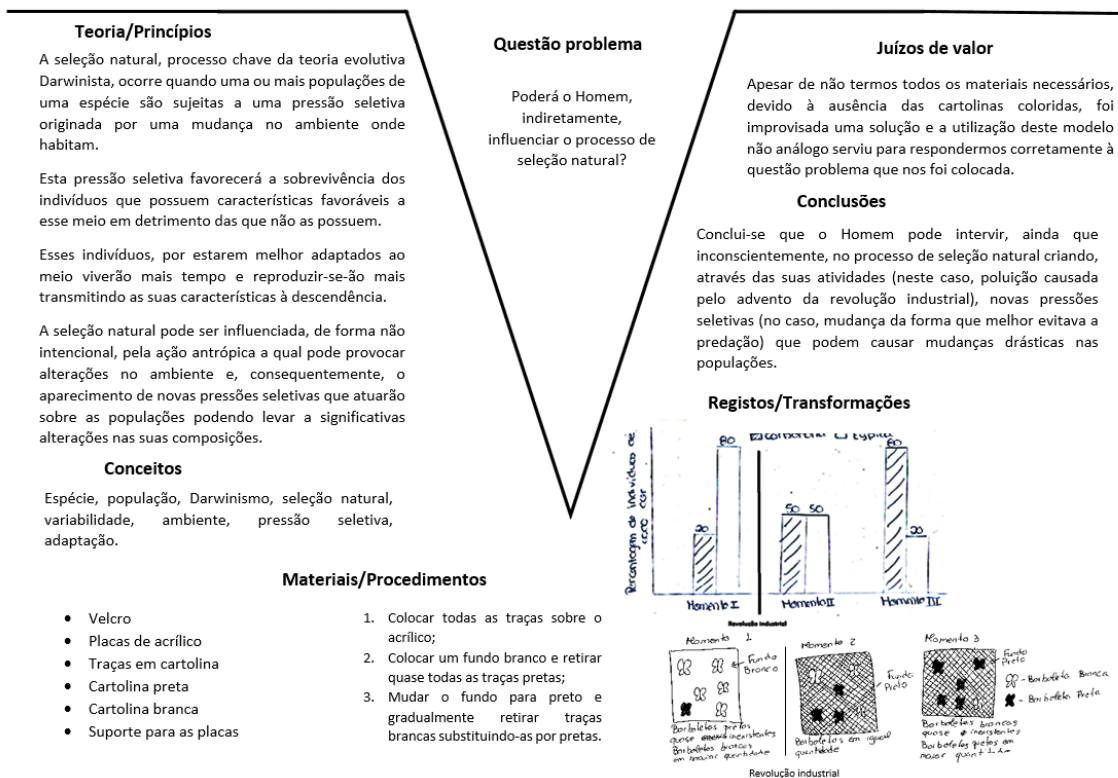 Teoria/Princípios
A seleção natural, processo chave da teoria evolutiva
Darwinista, ocorre quando uma ou mais populações de
uma espécie são sujeitas a uma pressão seletiva
originada por uma mudança no ambiente onde
habitam.
Esta pressão seletiva favorecerá a sobrevivência dos
indivíduos que possuem características favoráveis a
esse meio em detrimento das que não as possuem.
Esses indivíduos, por estarem melhor adaptados ao
meio viverão mais tempo e reproduzir-se-ão mais
transmitindo as suas características à descendência.
A seleção natural pode ser influenciada, de forma não
intencional, pela ação antrópica a qual pode provocar
alterações no ambiente e, consequentemente, o
aparecimento de novas pressões seletivas que atuarão
sobre as populações podendo levar a significativas
alterações nas suas composições.
Conceitos
Espécie, população, Darwinismo, seleção natural,
variabilidade, ambiente, pressão seletiva,
adaptação.
Questão problema
Poderá o Homem,
indiretamente,
influenciar o processo de
seleção natural?
Juízos de valor
Apesar de não termos todos os materiais necessários,
devido à ausência das cartolinas coloridas, foi
improvisada uma solução e a utilização deste modelo
não análogo serviu para respondermos corretamente à
questão problema que nos foi colocada.
Conclusões
Conclui-se que o Homem pode intervir, ainda que
inconscientemente, no processo de seleção natural criando,
através das suas atividades (neste caso, poluição causada
pelo advento da revolução industrial), novas pressões
seletivas (no caso, mudança da forma que melhor evitava a
predação) que podem causar mudanças drásticas nas
populações.
Registos/Transformações
Percentagem de indivíduos de
cada cor
20
80
50 50
80
20
Momento I
Momento II
Momento III
Revolução industrial
Momento 1
Fundo
Branco
Borboletas pretas
quase inexistentes
Borboletas brancas
em maior quantidade
Momento 2
Fundo
Preto
Borboletas em igual
quantidade
Momento 3
Fundo
Preto
- Borboleta Branca
- Borboleta Preta
Borboletas brancas
quase inexistentes
Borboletas pretas em
maior
Revolução industrial
Materiais/Procedimentos
• Velcro
• Placas de acrílico
• Traças em cartolina
• Cartolina preta
• Cartolina branca
• Suporte para as placas
1. Colocar todas as traças sobre o
acrílico;
2. Colocar um fundo branco e retirar
quase todas as traças pretas;
3. Mudar o fundo para preto e
gradualmente retirar traças
brancas substituindo-as por pretas.